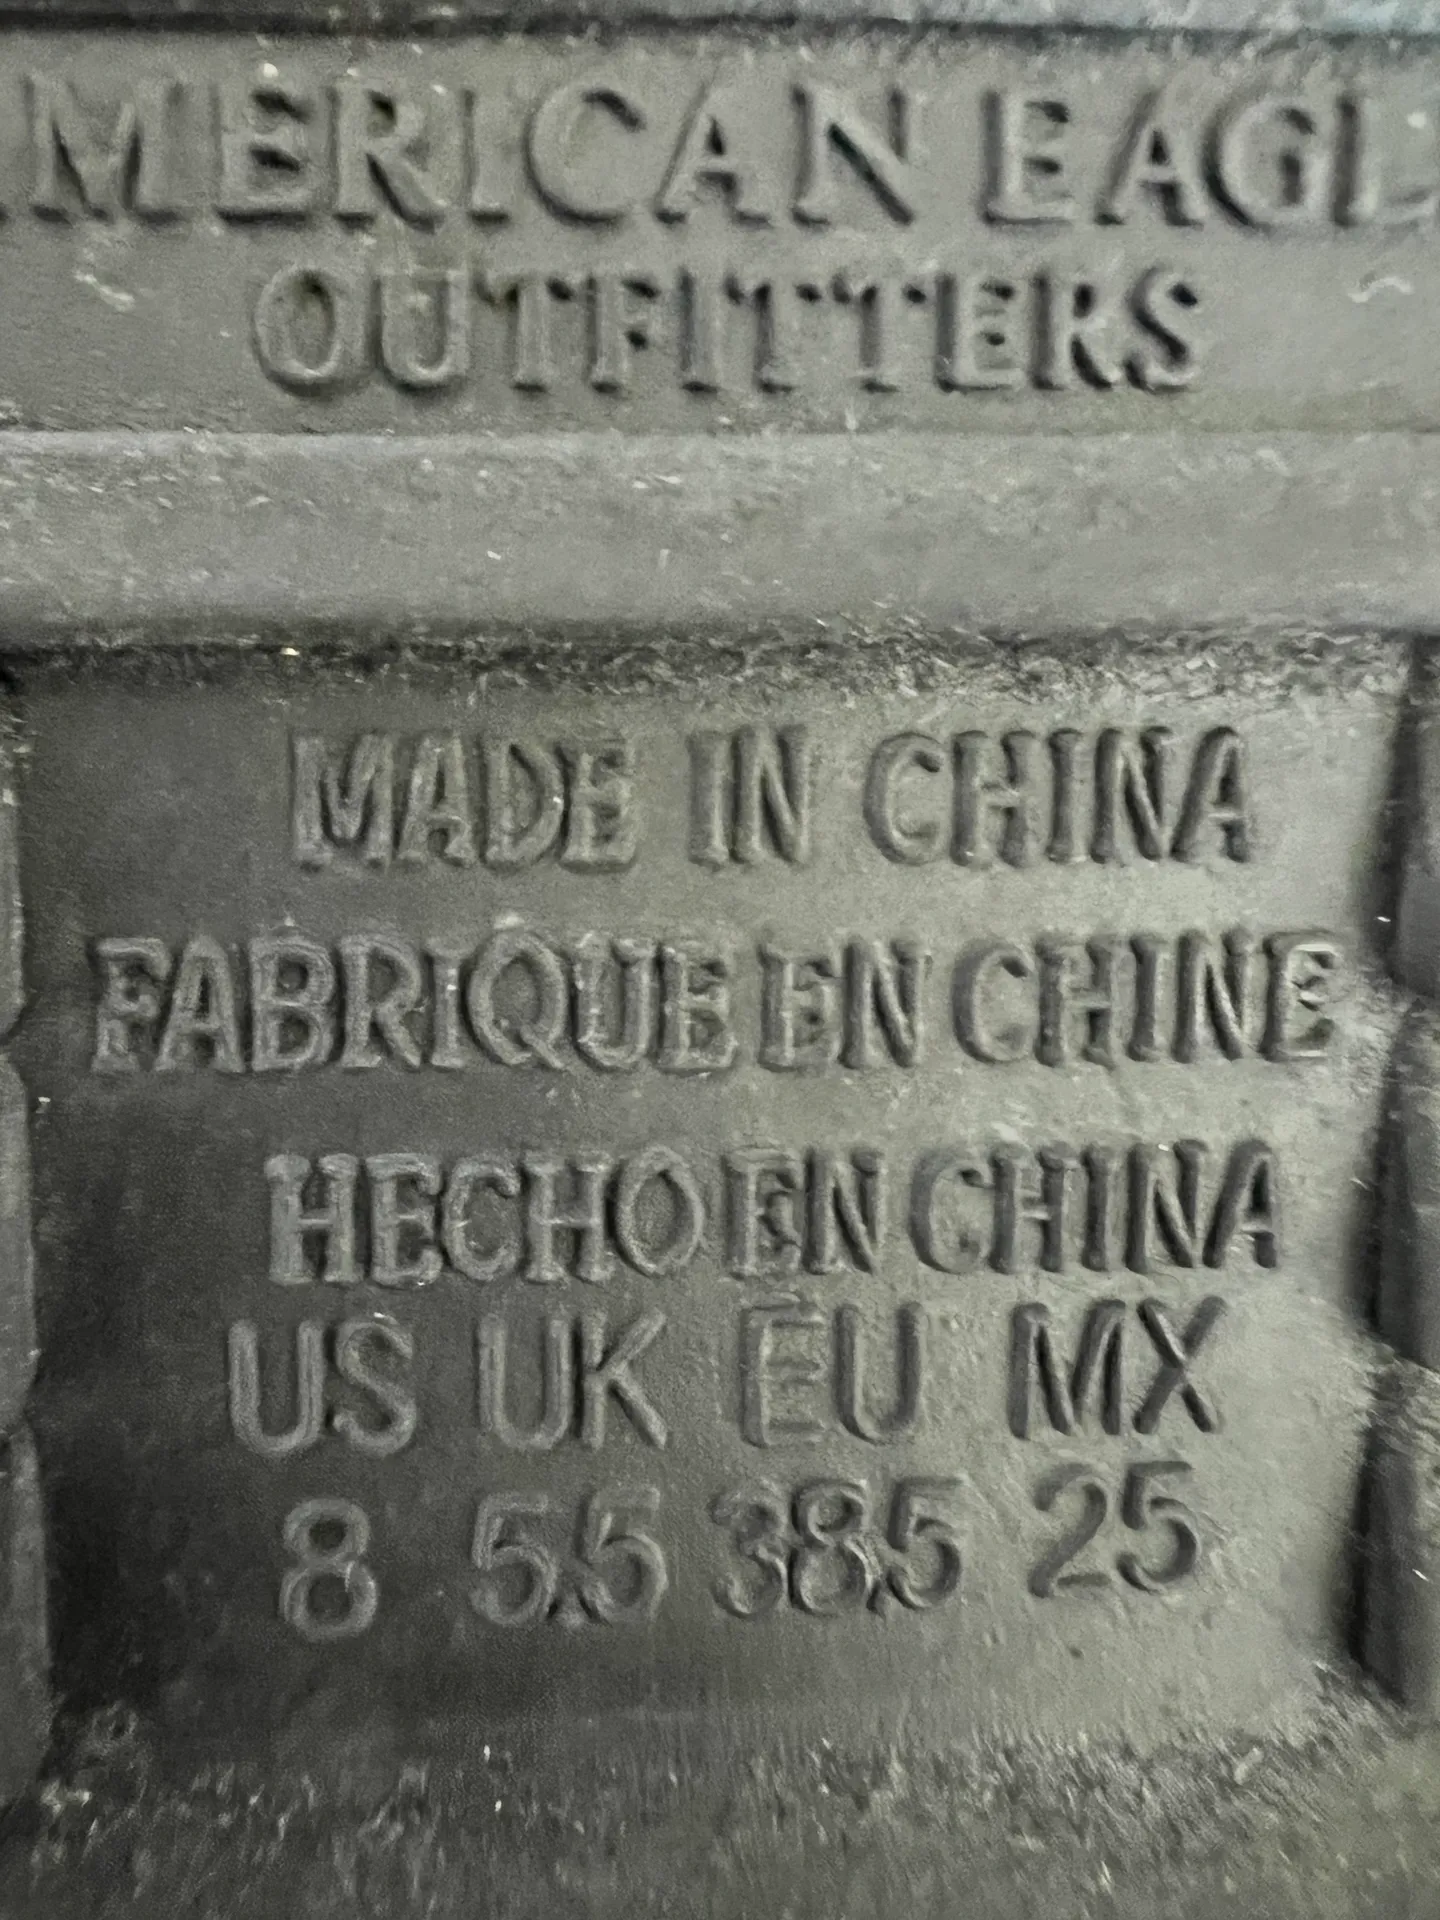 MERICAN EAGL
OUTFITTERS
MADE IN CHINA
FABRIQUE EN CHINE
HECHO EN CHINA
US UK EU MX
8 5.5 38.5 25